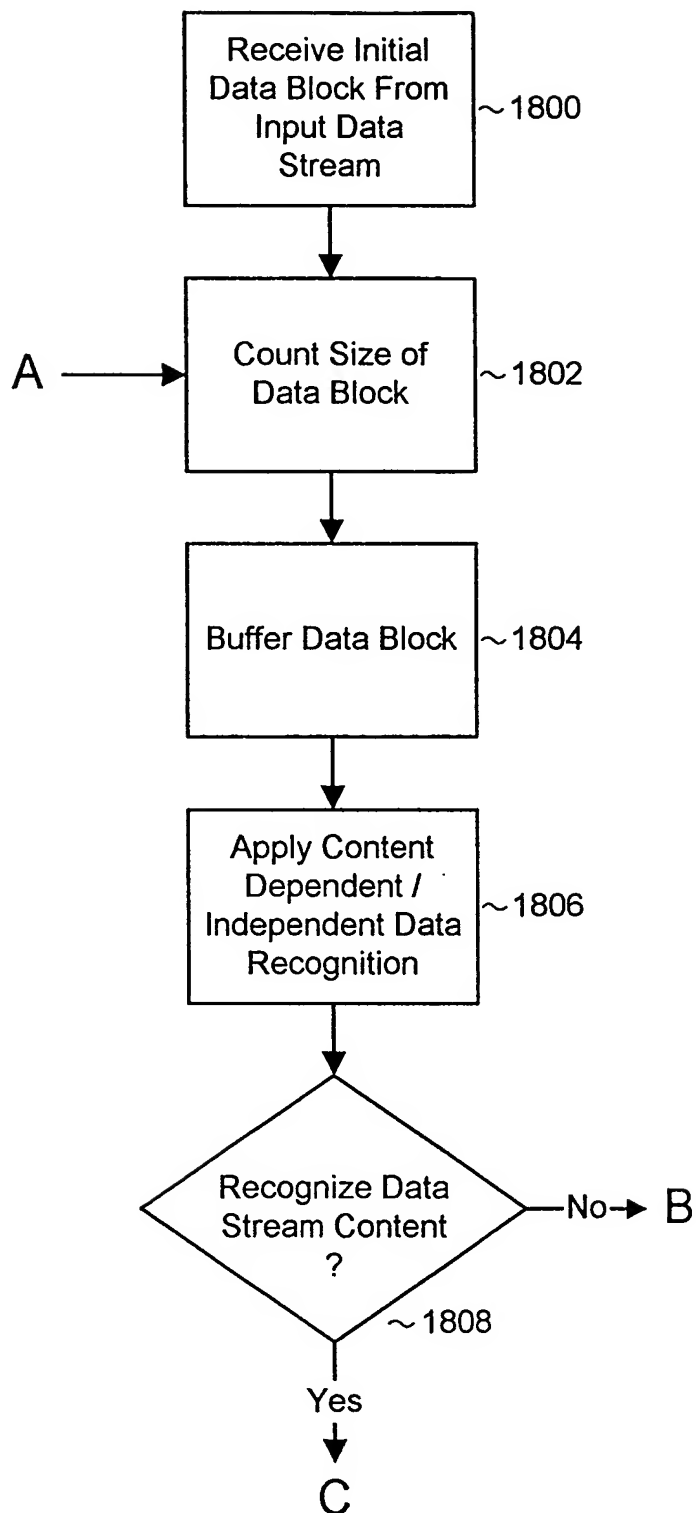 Receive Initial
Data Block From
Input Data
Stream
~1800
A
Count Size of
Data Block
~1802
Buffer Data Block
~1804
Apply Content
Dependent /
Independent Data
Recognition
~1806
Recognize Data
Stream Content
?
No
B
~1808
Yes
C